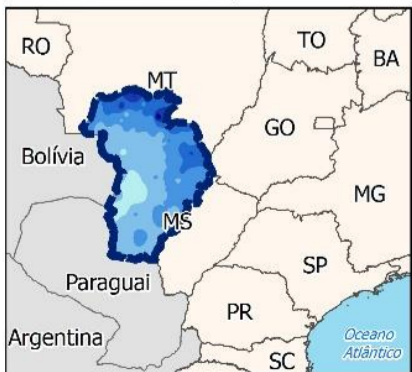 RO
TO
BA
MT
GO
Bolívia
MG
MS
SP
Paraguai
PR
Argentina
Oceano
Atlântico
SC